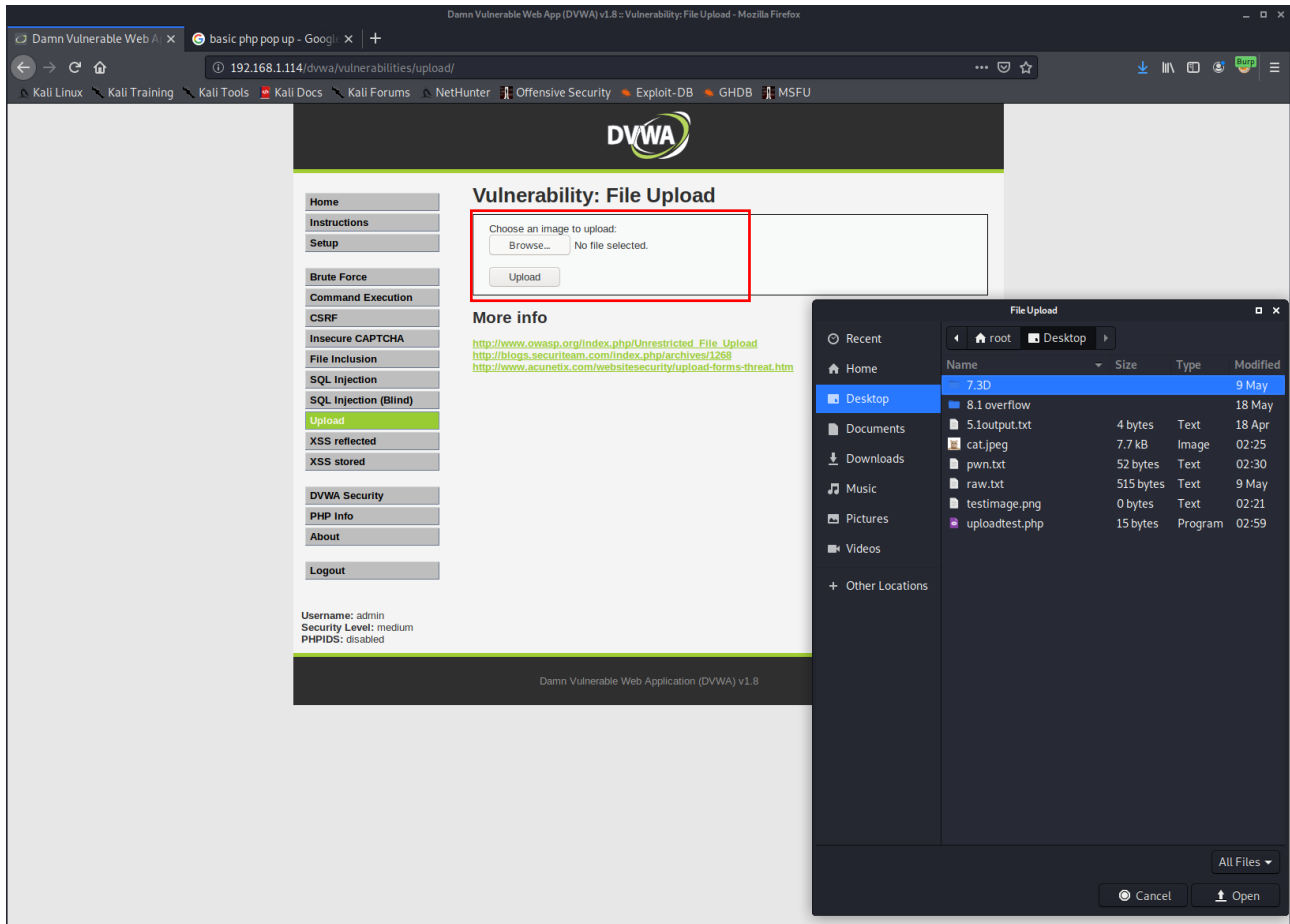 Damn Vulnerable Web App (DVWA) v1.8 :: Vulnerability: File Upload - Mozilla Firefox
Damn Vulnerable Web A
basic php pop up - Googl
192.168.1.114/dvwa/vulnerabilities/upload/
Burp
Kali Linux
Kali Training
Kali Tools
Kali Docs
Kali Forums
NetHunter
Offensive Security
Exploit-DB
GHDB
MSFU
DVWA
Home
Instructions
Setup
Brute Force
Command Execution
CSRF
Insecure CAPTCHA
File Inclusion
SQL Injection
SQL Injection (Blind)
Upload
XSS reflected
XSS stored
DVWA Security
PHP Info
About
Logout
Username: admin
Security Level: medium
PHPIDS: disabled
Vulnerability: File Upload
Choose an image to upload:
Browse... No file selected.
Upload
More info
http://www.owasp.org/index.php/Unrestricted_File_Upload
http://blogs.securiteam.com/index.php/archives/1268
http://www.acunetix.com/websitesecurity/upload-forms-threat.htm
Damn Vulnerable Web Application (DVWA) v1.8
File Upload
Recent
Home
Desktop
Documents
Downloads
Music
Pictures
Videos
+ Other Locations
root Desktop
Name Size Type Modified
7.3D 9 May
8.1 overflow 18 May
5.1output.txt 4 bytes Text 18 Apr
cat.jpeg 7.7 kB Image 02:25
pwn.txt 52 bytes Text 02:30
raw.txt 515 bytes Text 9 May
testimage.png 0 bytes Text 02:21
uploadtest.php 15 bytes Program 02:59
All Files
Cancel
Open